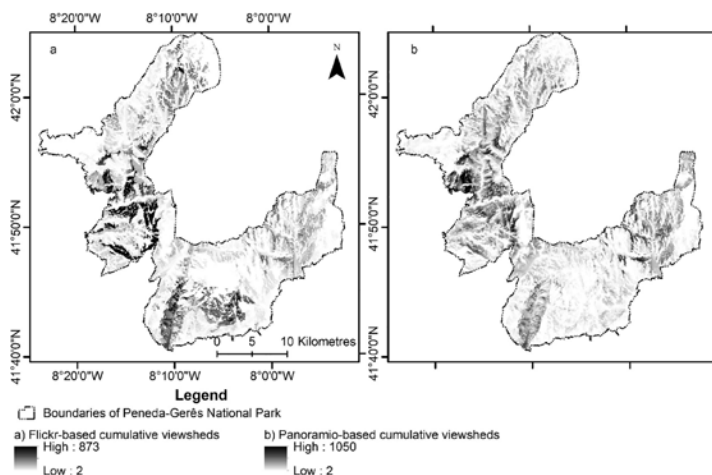 8°20'0"W 8°10'0"W 8°0'0"W
a
N
b
42°0'0"N
41°50'0"N
41°40'0"N
42°0'0"N
41°50'0"N
41°40'0"N
0 5 10 Kilometres
8°20'0"W 8°10'0"W 8°0'0"W
Legend
Boundaries of Peneda-Gerês National Park
a) Flickr-based cumulative viewsheds
High : 873
Low : 2
b) Panoramio-based cumulative viewsheds
High : 1050
Low : 2